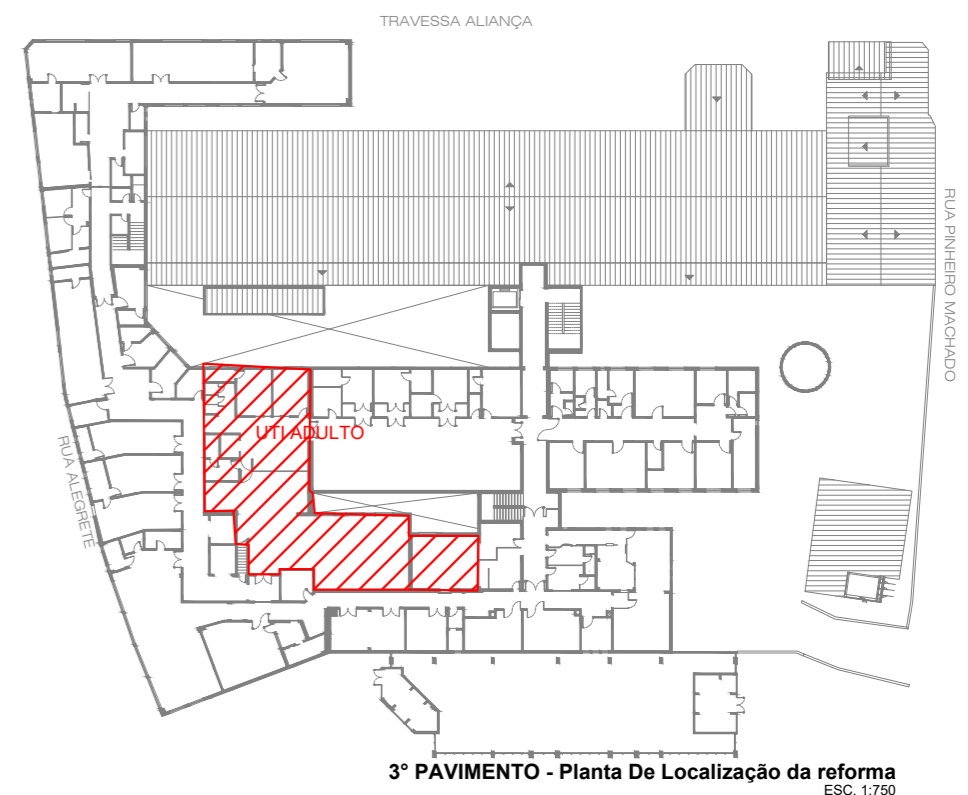 TRAVESSA ALIANÇA
RUA PINHEIRO MACHADO
UTI ADULTO
RUA ALEGRETE
3° PAVIMENTO - Planta De Localização da reforma
ESC. 1:750